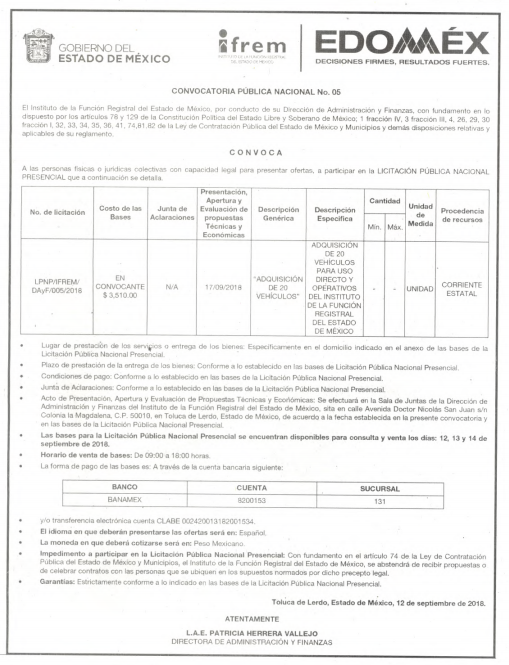 GOBIERNO DEL
ESTADO DE MÉXICO
ifrem
INSTITUTO DE LA FUNCIÓN REGISTRAL
DEL ESTADO DE MÉXICO
EDOMÉX
DECISIONES FIRMES, RESULTADOS FUERTES.
CONVOCATORIA PÚBLICA NACIONAL No. 05
El Instituto de la Función Registral del Estado de México, por conducto de su Dirección de Administración y Finanzas, con fundamento en lo
dispuesto por los artículos 78 y 129 de la Constitución Política del Estado Libre y Soberano de México; 1 fracción IV, 3 fracción III, 4, 26, 29, 30
fracción I, 32, 33, 34, 35, 36, 41, 74,81.82 de la Ley de Contratación Pública del Estado de México y Municipios y demás disposiciones relativas y
aplicables de su reglamento.
C O N V O C A
A las personas físicas o jurídicas colectivas con capacidad legal para presentar ofertas, a participar en la LICITACIÓN PÚBLICA NACIONAL
PRESENCIAL que a continuación se detalla.
No. de licitación
Costo de las
Bases
Junta de
Aclaraciones
Presentación,
Apertura y
Evaluación de
propuestas
Técnicas y
Económicas
Descripción
Genérica
Descripción
Específica
Cantidad
Mín. Máx.
Unidad
de
Medida
Procedencia
de recursos
LPNP/IFREM/
DAyF/005/2018
EN
CONVOCANTE
$ 3,510.00
N/A
17/09/2018
"ADQUISICIÓN
DE 20
VEHÍCULOS"
ADQUISICIÓN
DE 20
VEHÍCULOS
PARA USO
DIRECTO Y
OPERATIVOS
DEL INSTITUTO
DE LA FUNCIÓN
REGISTRAL
DEL ESTADO
DE MÉXICO
- -
UNIDAD
CORRIENTE
ESTATAL
• Lugar de prestación de los servicios o entrega de los bienes: Específicamente en el domicilio indicado en el anexo de las bases de la
Licitación Pública Nacional Presencial.
• Plazo de prestación de la entrega de los bienes: Conforme a lo establecido en las bases de Licitación Pública Nacional Presencial.
• Condiciones de pago: Conforme a lo establecido en las bases de la Licitación Pública Nacional Presencial.
• Junta de Aclaraciones: Conforme a lo establecido en las bases de la Licitación Pública Nacional Presencial.
• Acto de Presentación, Apertura y Evaluación de Propuestas Técnicas y Económicas: Se efectuará en la Sala de Juntas de la Dirección de
Administración y Finanzas del Instituto de la Función Registral del Estado de México, sita en calle Avenida Doctor Nicolás San Juan s/n
Colonia la Magdalena, C.P. 50010, en Toluca de Lerdo, Estado de México, de acuerdo a la fecha establecida en la presente convocatoria y
en las bases de la Licitación Pública Nacional Presencial.
• Las bases para la Licitación Pública Nacional Presencial se encuentran disponibles para consulta y venta los días: 12, 13 y 14 de
septiembre de 2018.
• Horario de venta de bases: De 09:00 a 18:00 horas.
• La forma de pago de las bases es: A través de la cuenta bancaria siguiente:
BANCO CUENTA SUCURSAL
BANAMEX 8200153 131
• y/o transferencia electrónica cuenta CLABE 002420013182001534.
• El idioma en que deberán presentarse las ofertas será en: Español.
• La moneda en que deberá cotizarse será en: Peso Mexicano.
• Impedimento a participar en la Licitación Pública Nacional Presencial: Con fundamento en el artículo 74 de la Ley de Contratación
Pública del Estado de México y Municipios, el Instituto de la Función Registral del Estado de México, se abstendrá de recibir propuestas o
de celebrar contratos con las personas que se ubiquen en los supuestos normados por dicho precepto legal.
• Garantías: Estrictamente conforme a lo indicado en las bases de la Licitación Pública Nacional Presencial.
Toluca de Lerdo, Estado de México, 12 de septiembre de 2018.
ATENTAMENTE
L.A.E. PATRICIA HERRERA VALLEJO
DIRECTORA DE ADMINISTRACIÓN Y FINANZAS